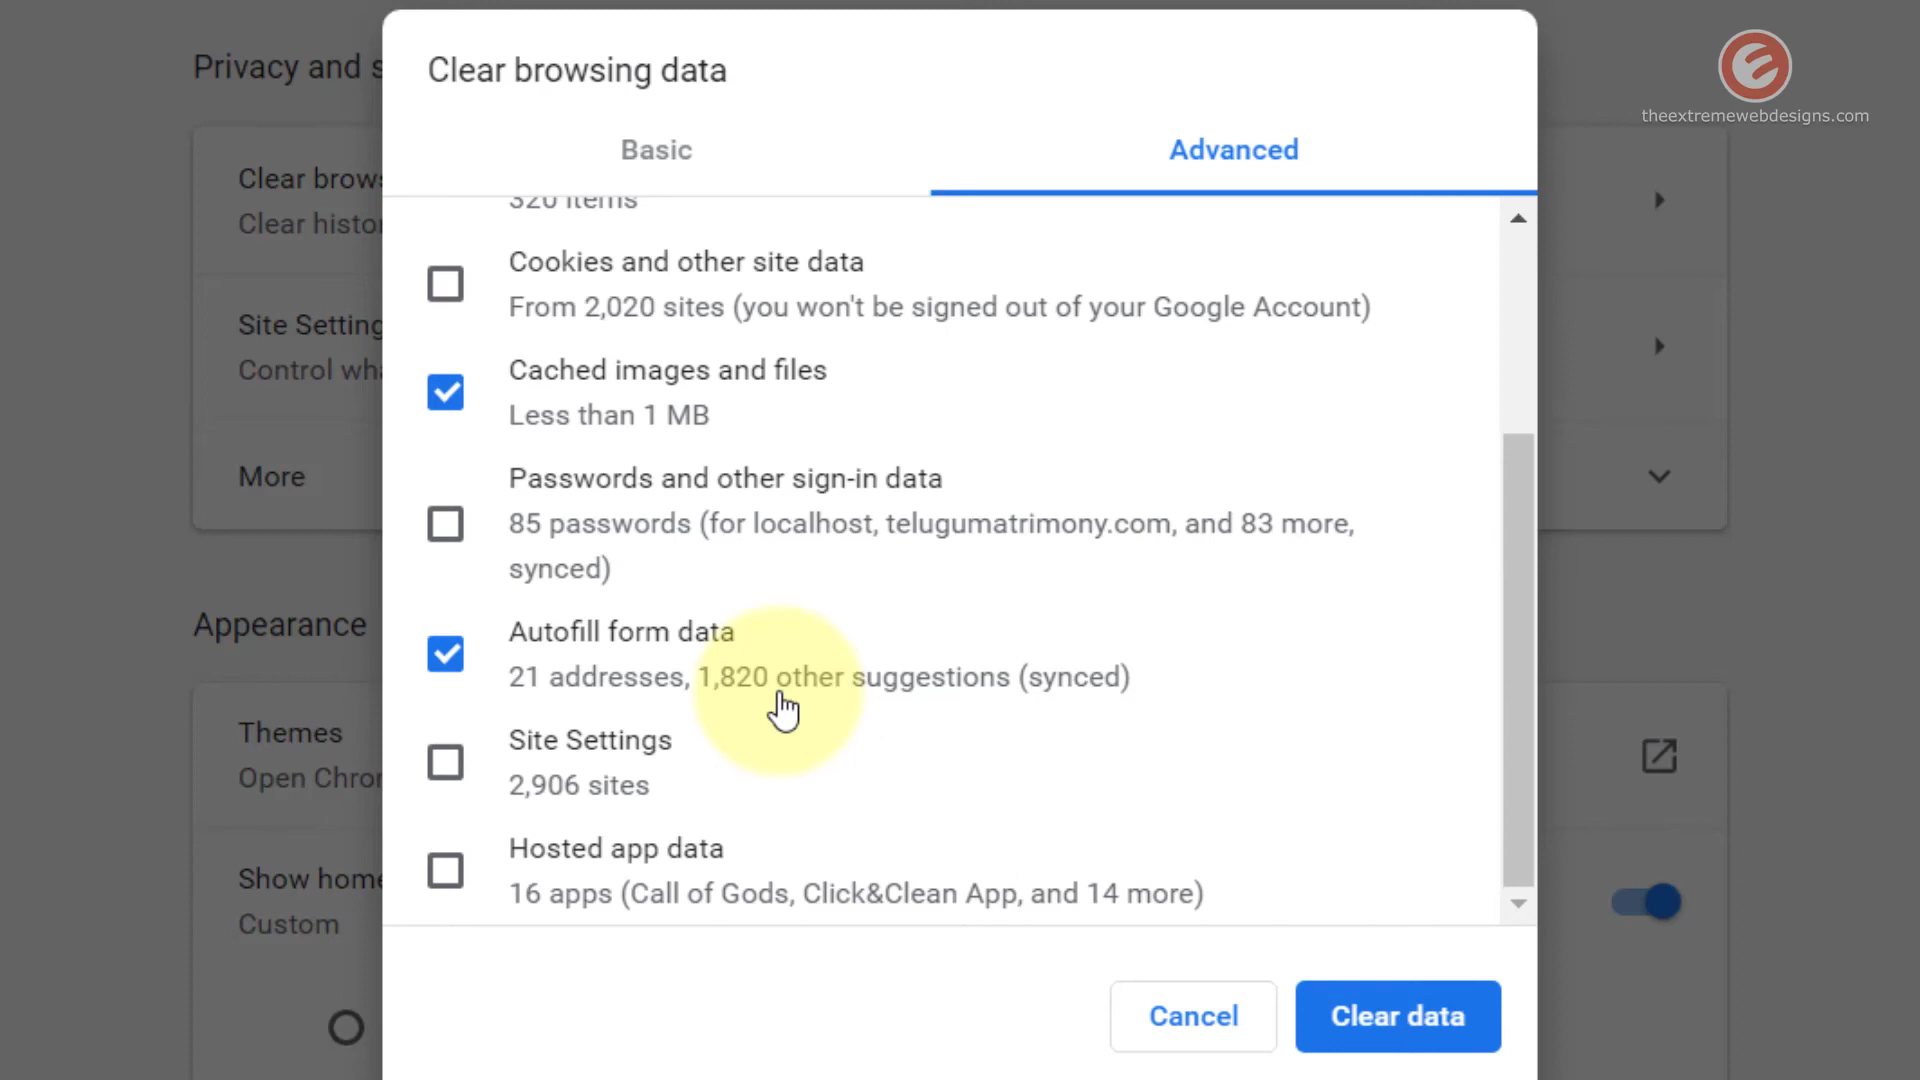 Privacy and s
Clear browsing data
theextremewebdesigns.com
Basic
Advanced
320 items
Clear brows
Clear histor
Cookies and other site data
From 2,020 sites (you won't be signed out of your Google Account)
Site Setting
Control wha
Cached images and files
Less than 1 MB
More
Passwords and other sign-in data
85 passwords (for localhost, telugumatrimony.com, and 83 more,
synced)
Appearance
Autofill form data
21 addresses, 1,820 other suggestions (synced)
Themes
Open Chron
Site Settings
2,906 sites
Show home
Custom
Hosted app data
16 apps (Call of Gods, Click&Clean App, and 14 more)
Cancel
Clear data